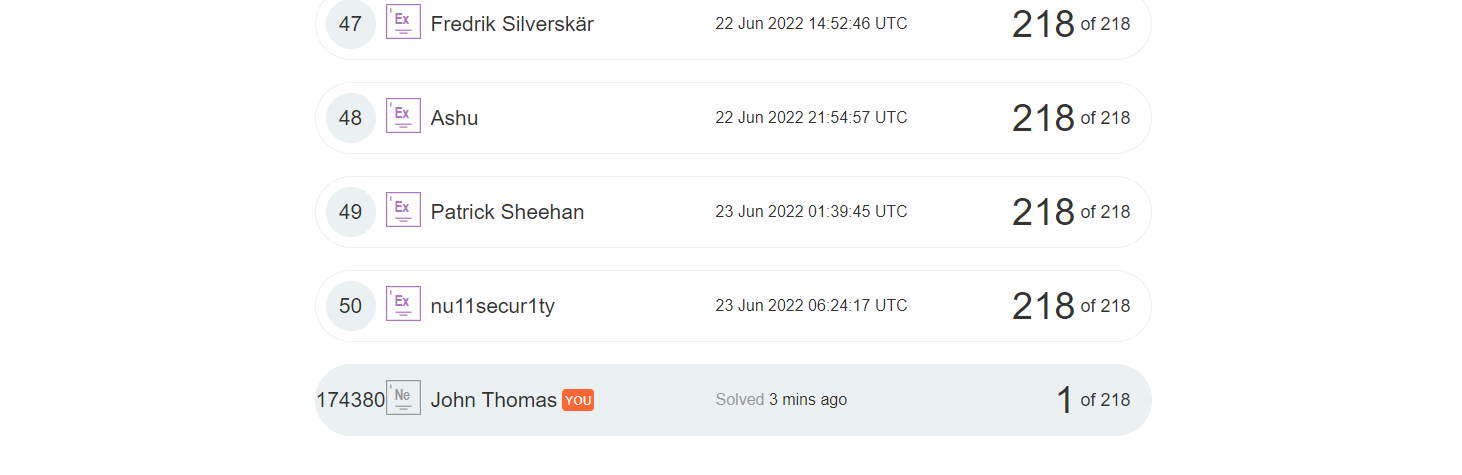 47 Ex Fredrik Silverskär 22 Jun 2022 14:52:46 UTC 218 of 218
48 Ex Ashu 22 Jun 2022 21:54:57 UTC 218 of 218
49 Ex Patrick Sheehan 23 Jun 2022 01:39:45 UTC 218 of 218
50 Ex nu11secur1ty 23 Jun 2022 06:24:17 UTC 218 of 218
174380 Ne John Thomas YOU Solved 3 mins ago 1 of 218